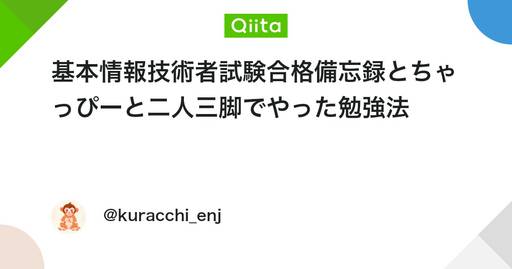 Qiita
基本情報技術者試験合格備忘録とちゃ
っぴーと二人三脚でやった勉強法
@kuracchi_enj